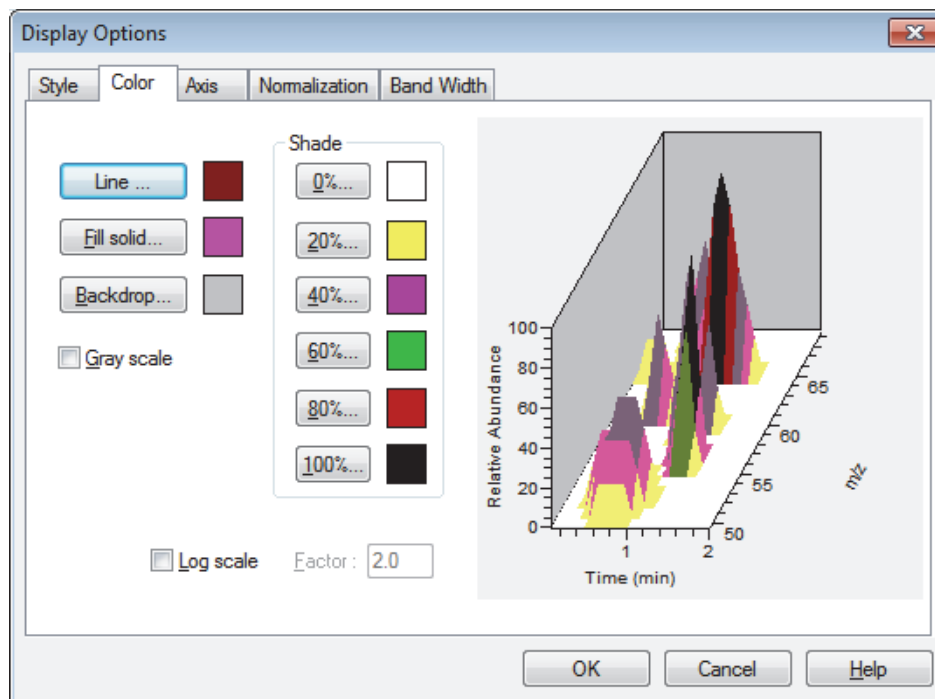 Display Options
Style Color Axis Normalization Band Width
Shade
Line ... 0%...
Fill solid... 20%...
Backdrop... 40%...
Gray scale 60%...
80%...
100%...
Log scale Factor : 2.0
Relative Abundance
100
80
60
40
20
0
1 2
Time (min)
50
55
60
65
m/z
OK Cancel Help